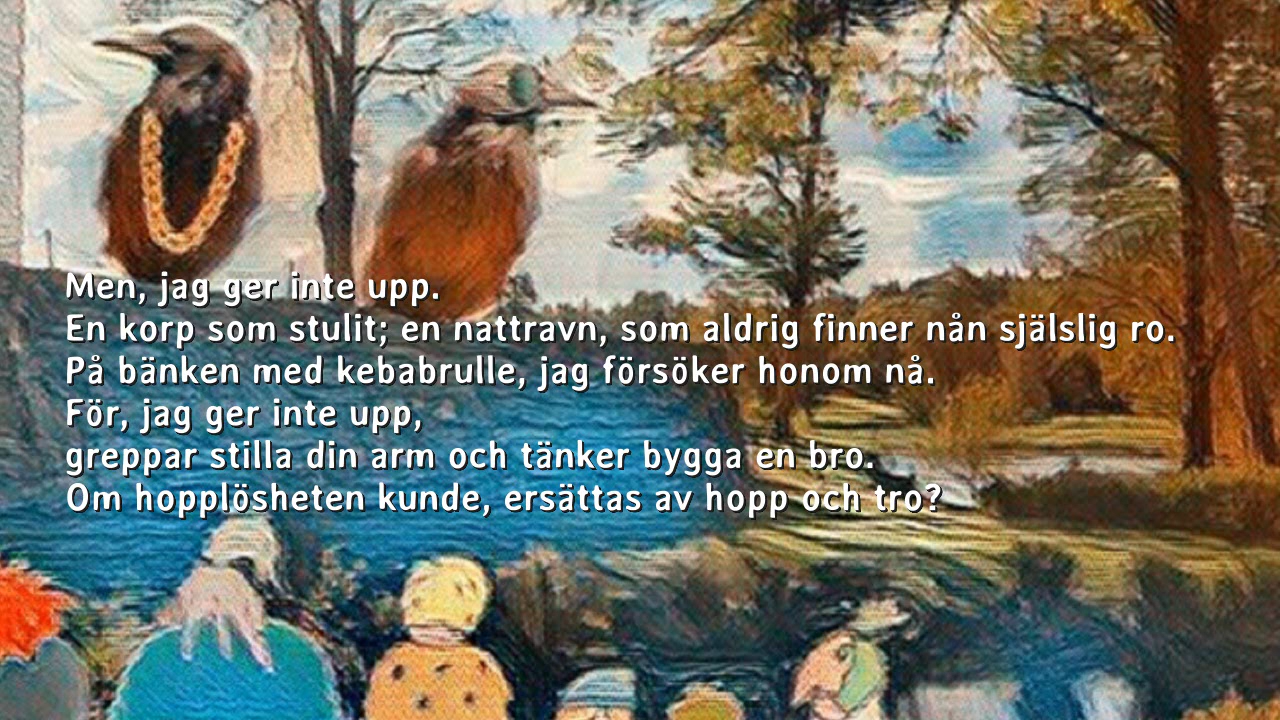 Men, jag ger inte upp.
En korp som stulit; en nattravn, som aldrig finner nån själslig ro.
På bänken med kebabrulle, jag försöker honom nå.
För, jag ger inte upp,
greppar stilla din arm och tänker bygga en bro.
Om hopplösheten kunde, ersättas av hopp och tro?